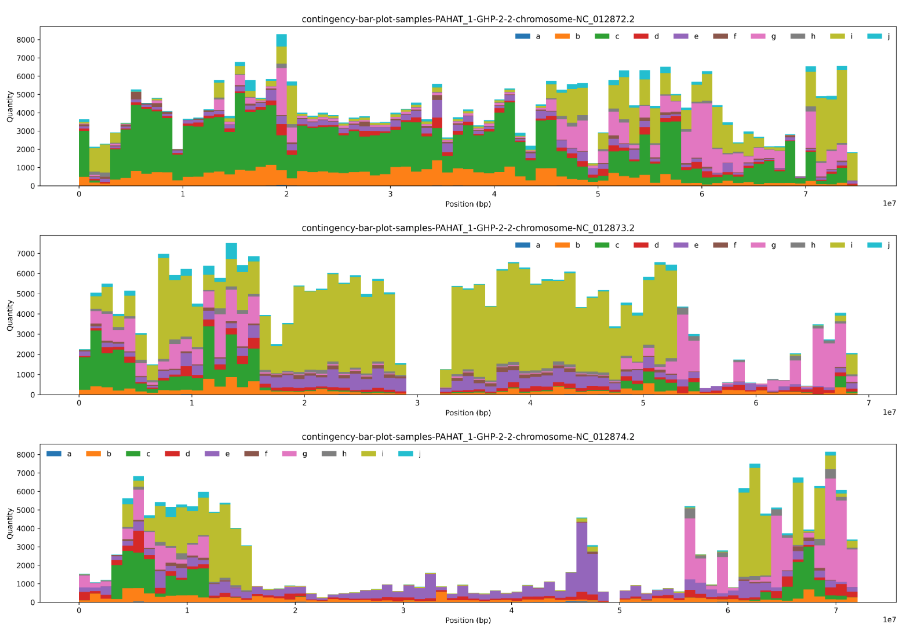 contingency-bar-plot-samples-PAHAT_1-GHP-2-2-chromosome-NC_012872.2
a b c d e f g h i j
8000
7000
6000
5000
4000
3000
2000
1000
0
Quantity
0 1 2 3 4 5 6 7
Position (bp)
1e7
contingency-bar-plot-samples-PAHAT_1-GHP-2-2-chromosome-NC_012873.2
a b c d e f g h i j
7000
6000
5000
4000
3000
2000
1000
0
Quantity
0 1 2 3 4 5 6 7
Position (bp)
1e7
contingency-bar-plot-samples-PAHAT_1-GHP-2-2-chromosome-NC_012874.2
a b c d e f g h i j
8000
7000
6000
5000
4000
3000
2000
1000
0
Quantity
0 1 2 3 4 5 6 7
Position (bp)
1e7